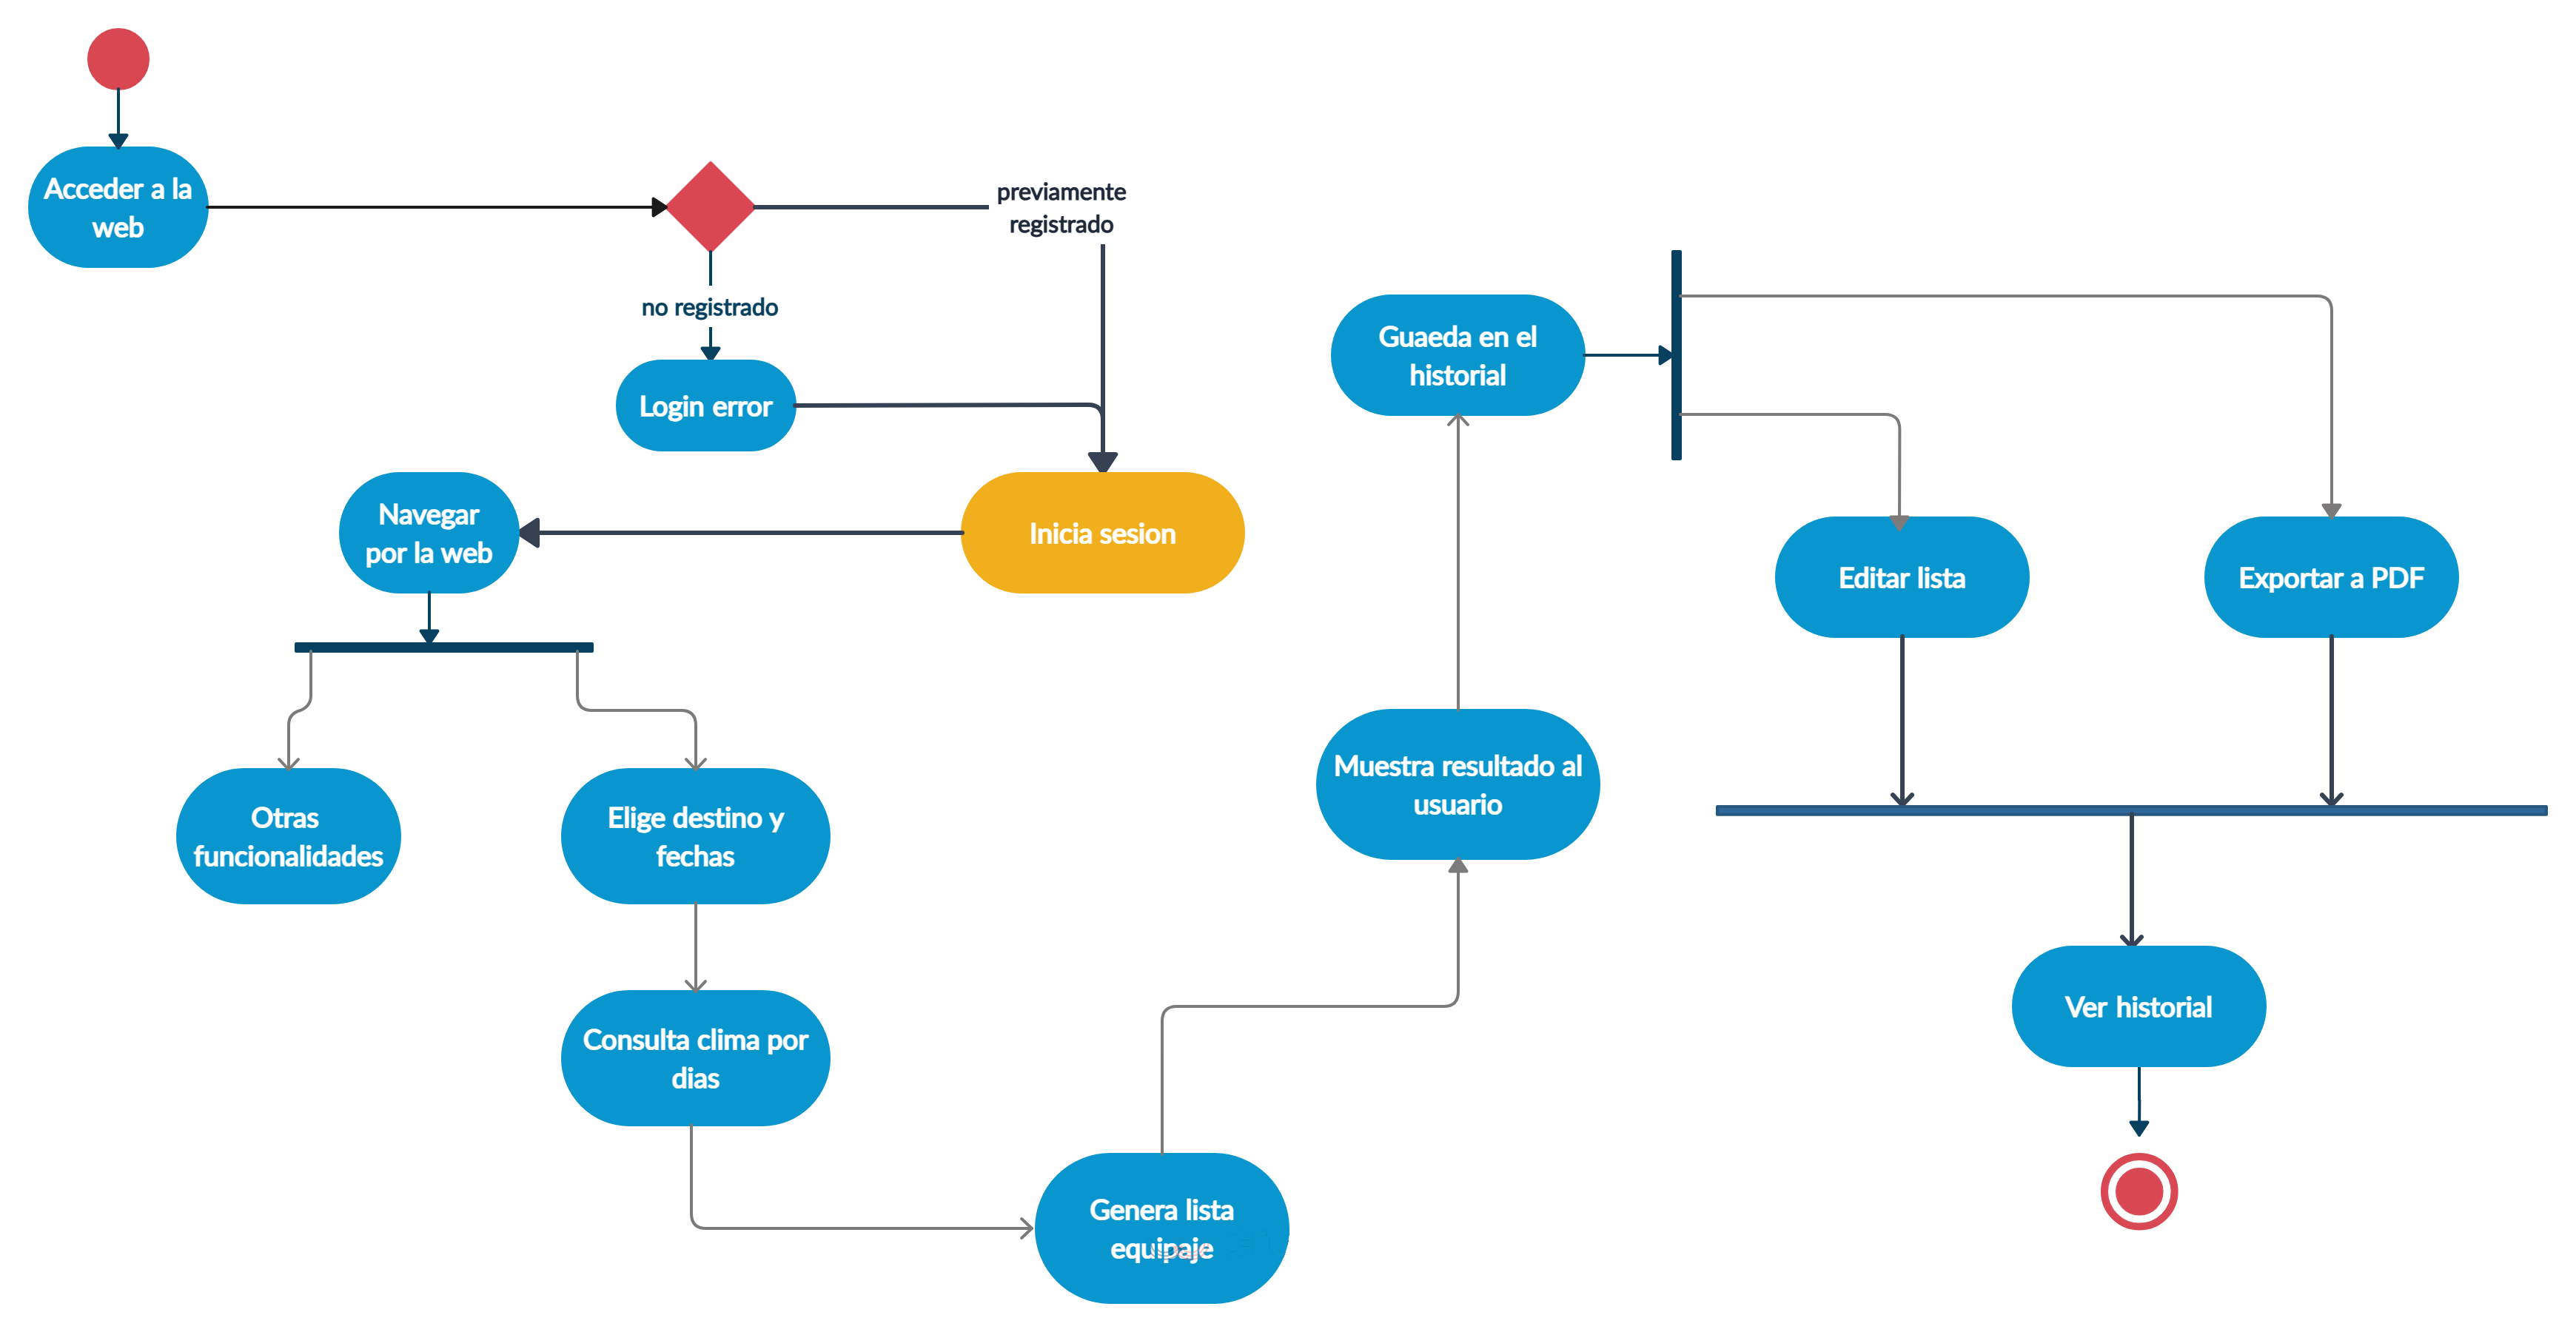 Acceder a la
web
previamente
registrado
no registrado
Login error
Inicia sesion
Navegar
por la web
Otras
funcionalidades
Elige destino y
fechas
Consulta clima por
dias
Genera lista
equipaje
Muestra resultado al
usuario
Guaeda en el
historial
Editar lista
Exportar a PDF
Ver historial